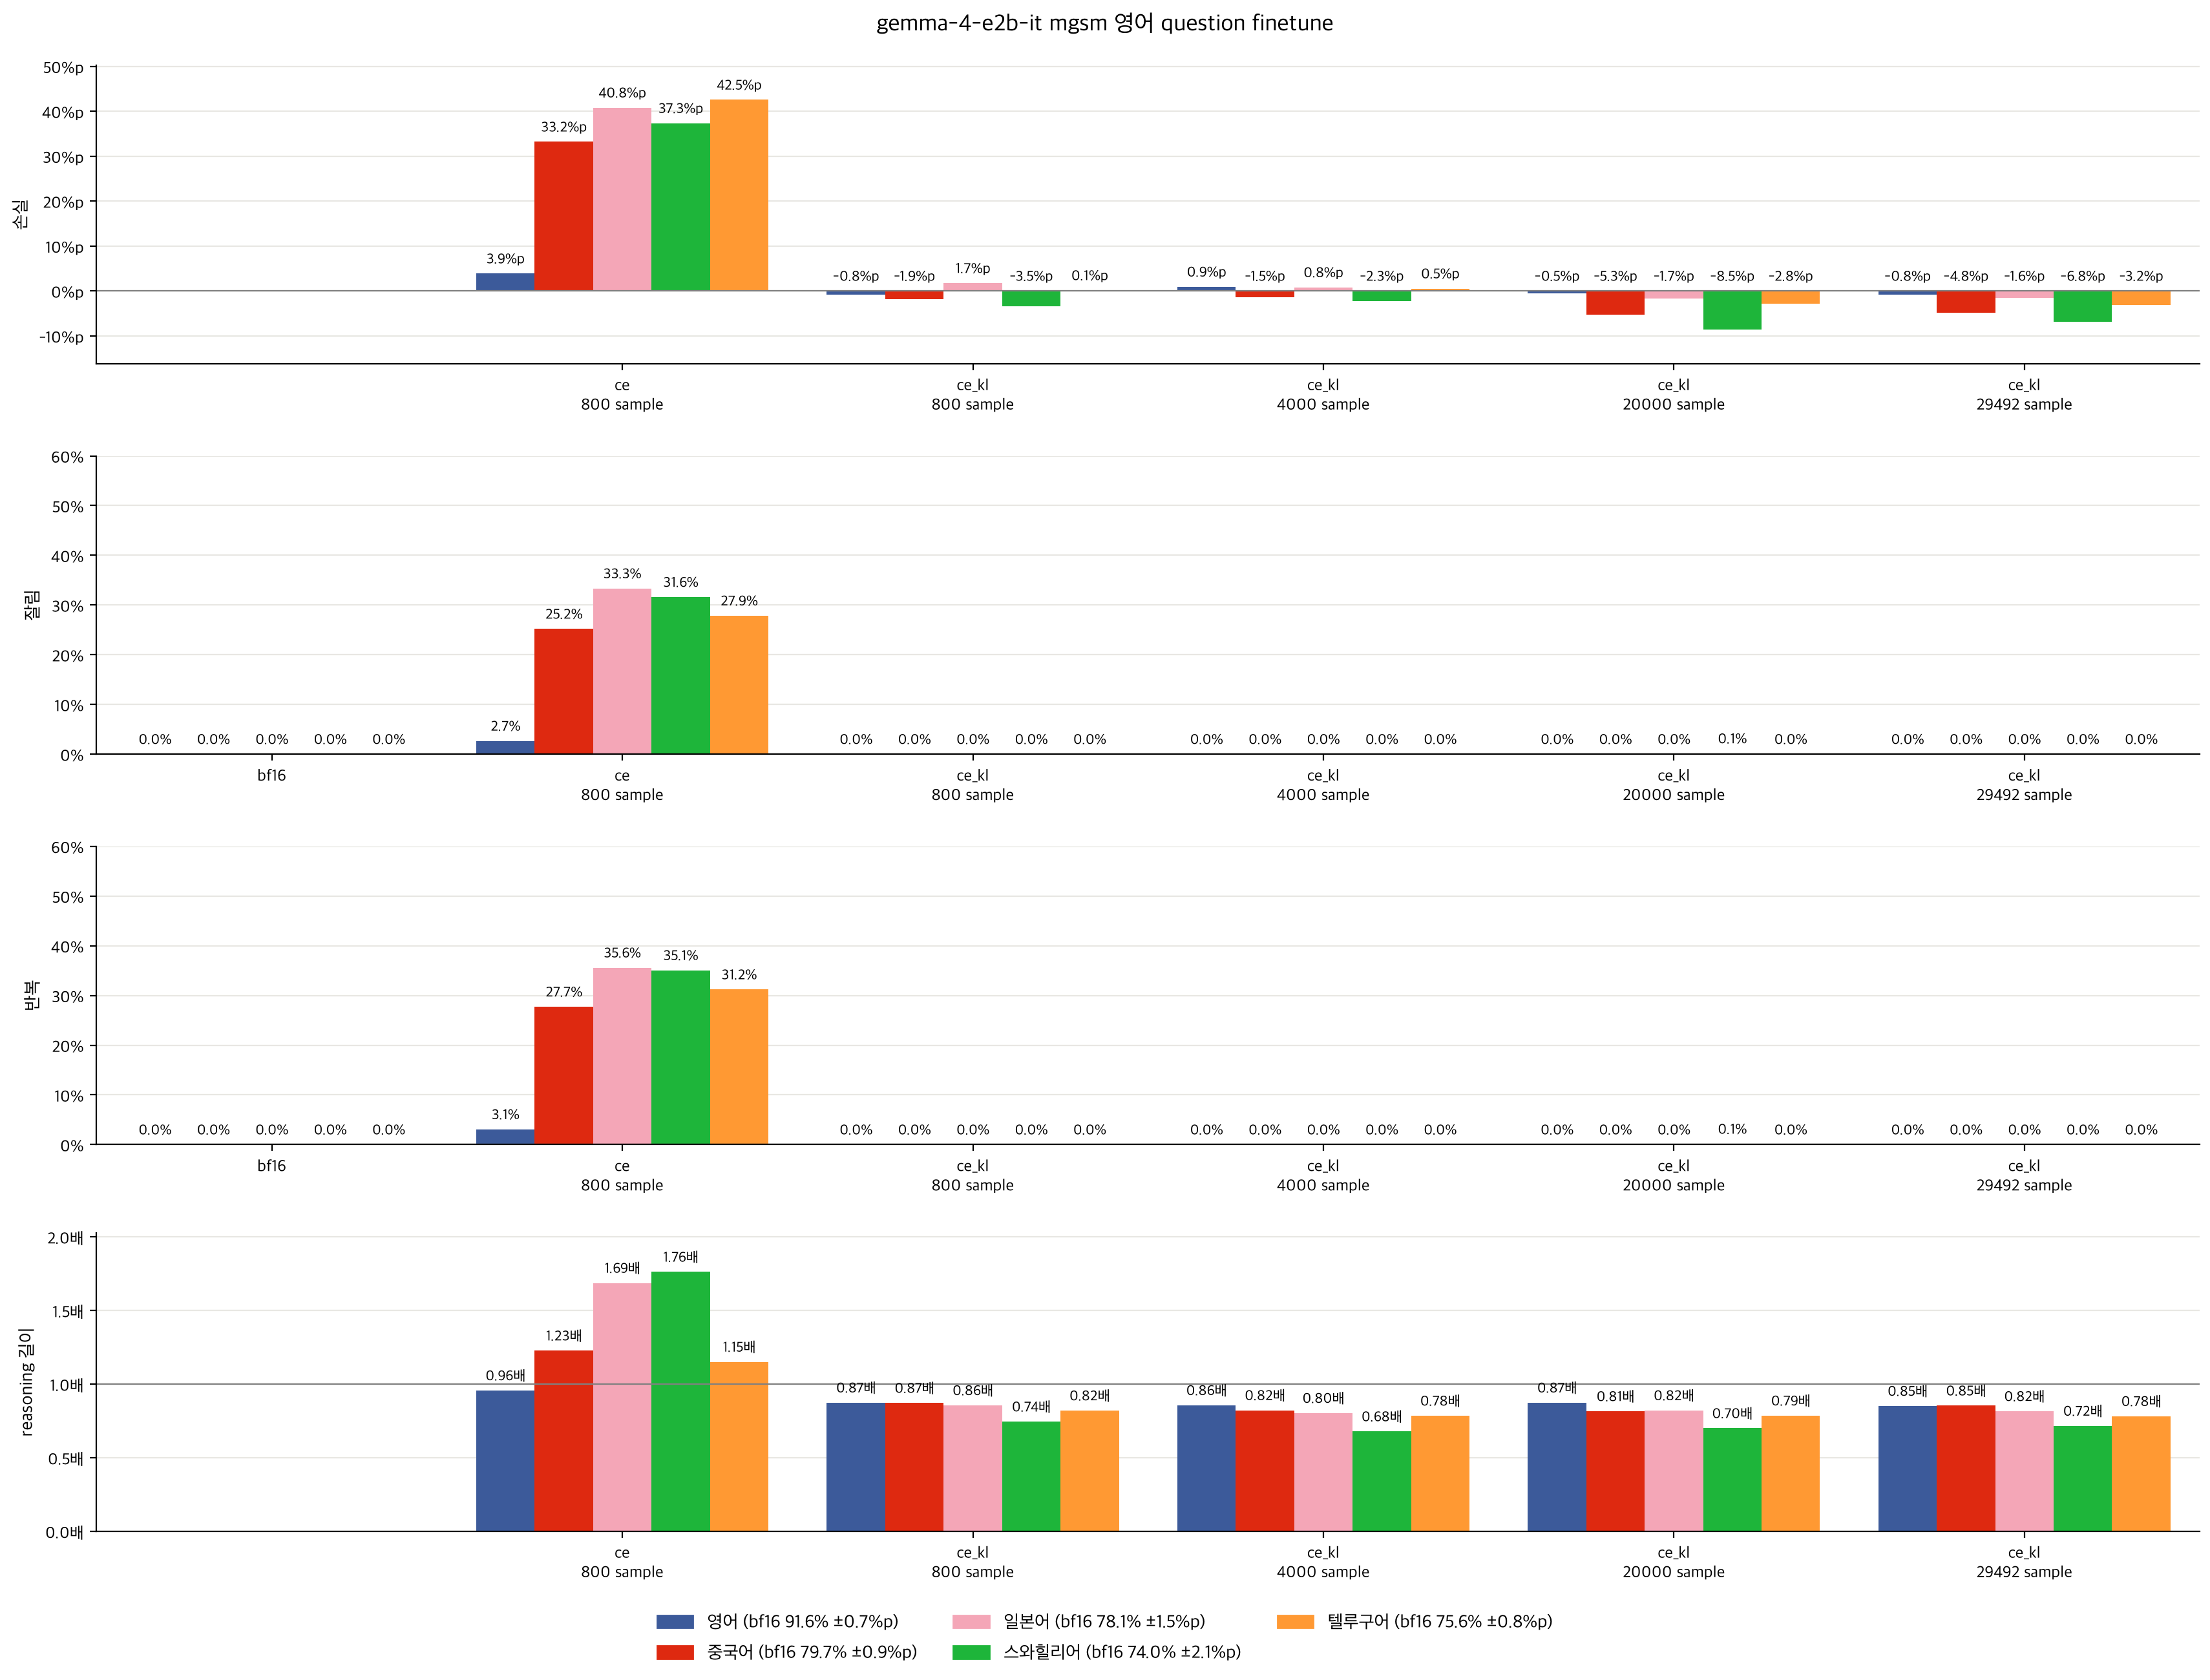 gemma-4-e2b-it mgsm 영어 question finetune
손실
50%p
40%p
30%p
20%p
10%p
0%p
-10%p
3.9%p
33.2%p
40.8%p
37.3%p
42.5%p
-0.8%p
-1.9%p
1.7%p
-3.5%p
0.1%p
0.9%p
-1.5%p
0.8%p
-2.3%p
0.5%p
-0.5%p
-5.3%p
-1.7%p
-8.5%p
-2.8%p
-0.8%p
-4.8%p
-1.6%p
-6.8%p
-3.2%p
ce
800 sample
ce_kl
800 sample
ce_kl
4000 sample
ce_kl
20000 sample
ce_kl
29492 sample
잘림
60%
50%
40%
30%
20%
10%
0%
0.0%
0.0%
0.0%
0.0%
0.0%
2.7%
25.2%
33.3%
31.6%
27.9%
0.0%
0.0%
0.0%
0.0%
0.0%
0.0%
0.0%
0.0%
0.0%
0.0%
0.0%
0.0%
0.0%
0.1%
0.0%
0.0%
0.0%
0.0%
0.0%
0.0%
bf16
ce
800 sample
ce_kl
800 sample
ce_kl
4000 sample
ce_kl
20000 sample
ce_kl
29492 sample
반복
60%
50%
40%
30%
20%
10%
0%
0.0%
0.0%
0.0%
0.0%
0.0%
3.1%
27.7%
35.6%
35.1%
31.2%
0.0%
0.0%
0.0%
0.0%
0.0%
0.0%
0.0%
0.0%
0.0%
0.0%
0.0%
0.0%
0.0%
0.1%
0.0%
0.0%
0.0%
0.0%
0.0%
0.0%
bf16
ce
800 sample
ce_kl
800 sample
ce_kl
4000 sample
ce_kl
20000 sample
ce_kl
29492 sample
reasoning 길이
2.0배
1.5배
1.0배
0.5배
0.0배
0.96배
1.23배
1.69배
1.76배
1.15배
0.87배
0.87배
0.86배
0.74배
0.82배
0.86배
0.82배
0.80배
0.68배
0.78배
0.87배
0.81배
0.82배
0.70배
0.79배
0.85배
0.85배
0.82배
0.72배
0.78배
ce
800 sample
ce_kl
800 sample
ce_kl
4000 sample
ce_kl
20000 sample
ce_kl
29492 sample
영어 (bf16 91.6% ±0.7%p)
일본어 (bf16 78.1% ±1.5%p)
텔루구어 (bf16 75.6% ±0.8%p)
중국어 (bf16 79.7% ±0.9%p)
스와힐리어 (bf16 74.0% ±2.1%p)